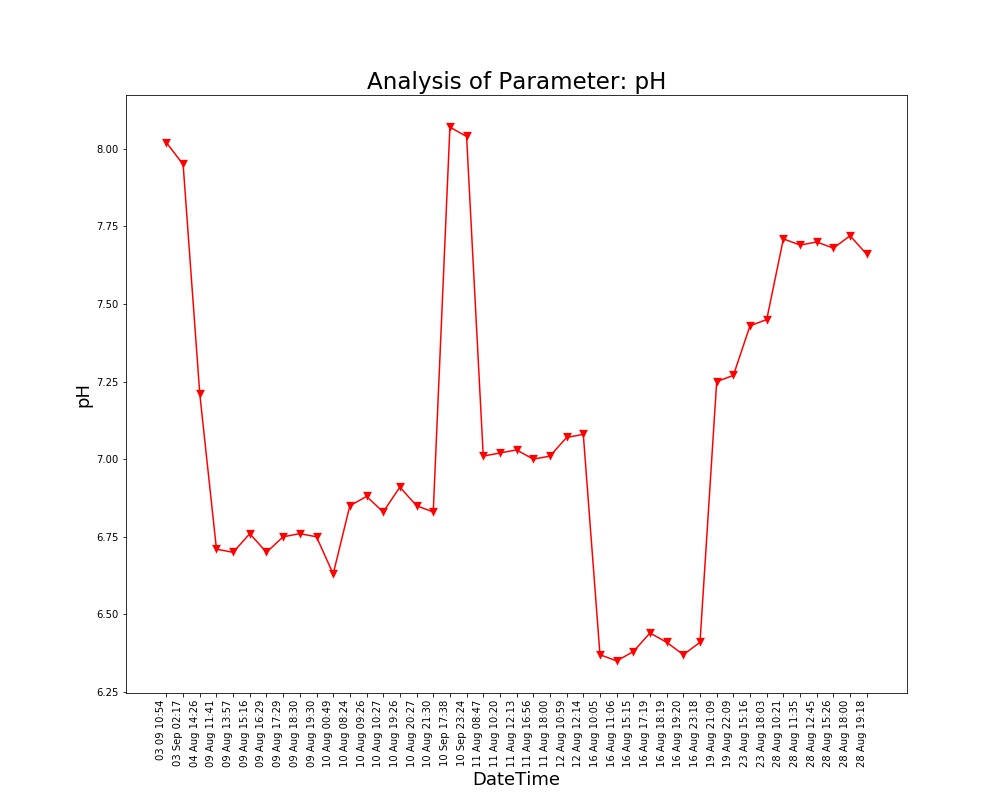 Analysis of Parameter: pH
8.00
7.75
7.50
7.25
7.00
6.75
6.50
6.25
pH
03 09 10:54
03 Sep 02:17
04 Aug 14:26
09 Aug 11:41
09 Aug 13:57
09 Aug 15:16
09 Aug 16:29
09 Aug 17:29
09 Aug 18:30
09 Aug 19:30
10 Aug 00:49
10 Aug 08:24
10 Aug 09:26
10 Aug 10:27
10 Aug 19:26
10 Aug 20:27
10 Aug 21:30
10 Sep 17:38
10 Sep 23:24
11 Aug 08:47
11 Aug 10:20
11 Aug 12:13
11 Aug 16:56
11 Aug 18:00
12 Aug 10:59
12 Aug 12:14
16 Aug 10:05
16 Aug 11:06
16 Aug 15:15
16 Aug 17:19
16 Aug 18:19
16 Aug 19:20
16 Aug 23:18
19 Aug 21:09
19 Aug 22:09
23 Aug 15:16
23 Aug 18:03
28 Aug 10:21
28 Aug 11:35
28 Aug 12:45
28 Aug 15:26
28 Aug 18:00
28 Aug 19:18
DateTime